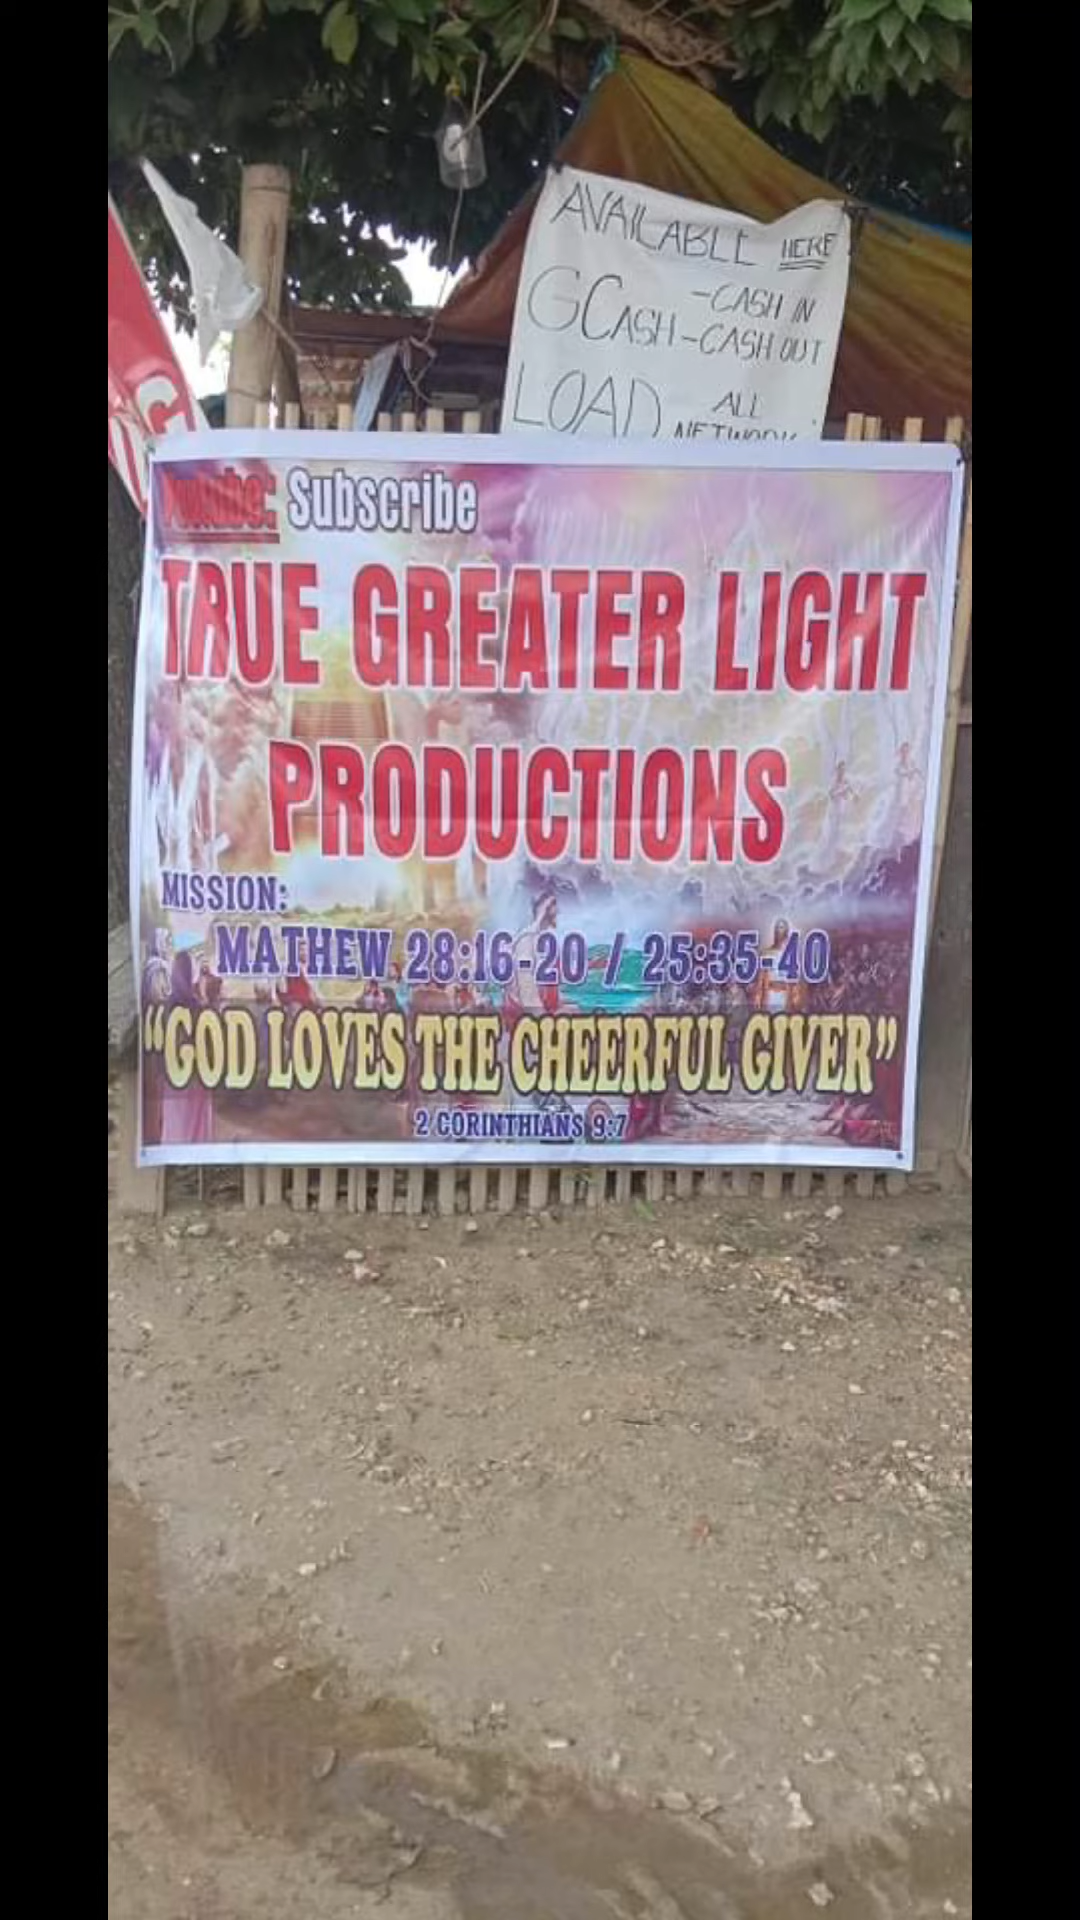 AVAILABLE HERE
GCASH -CASH IN
-CASH OUT
LOAD ALL
NETWORK
Youtube: Subscribe
TRUE GREATER LIGHT
PRODUCTIONS
MISSION:
MATHEW 28:16-20 / 25:35-40
"GOD LOVES THE CHEERFUL GIVER"
2 CORINTHIANS 9:7